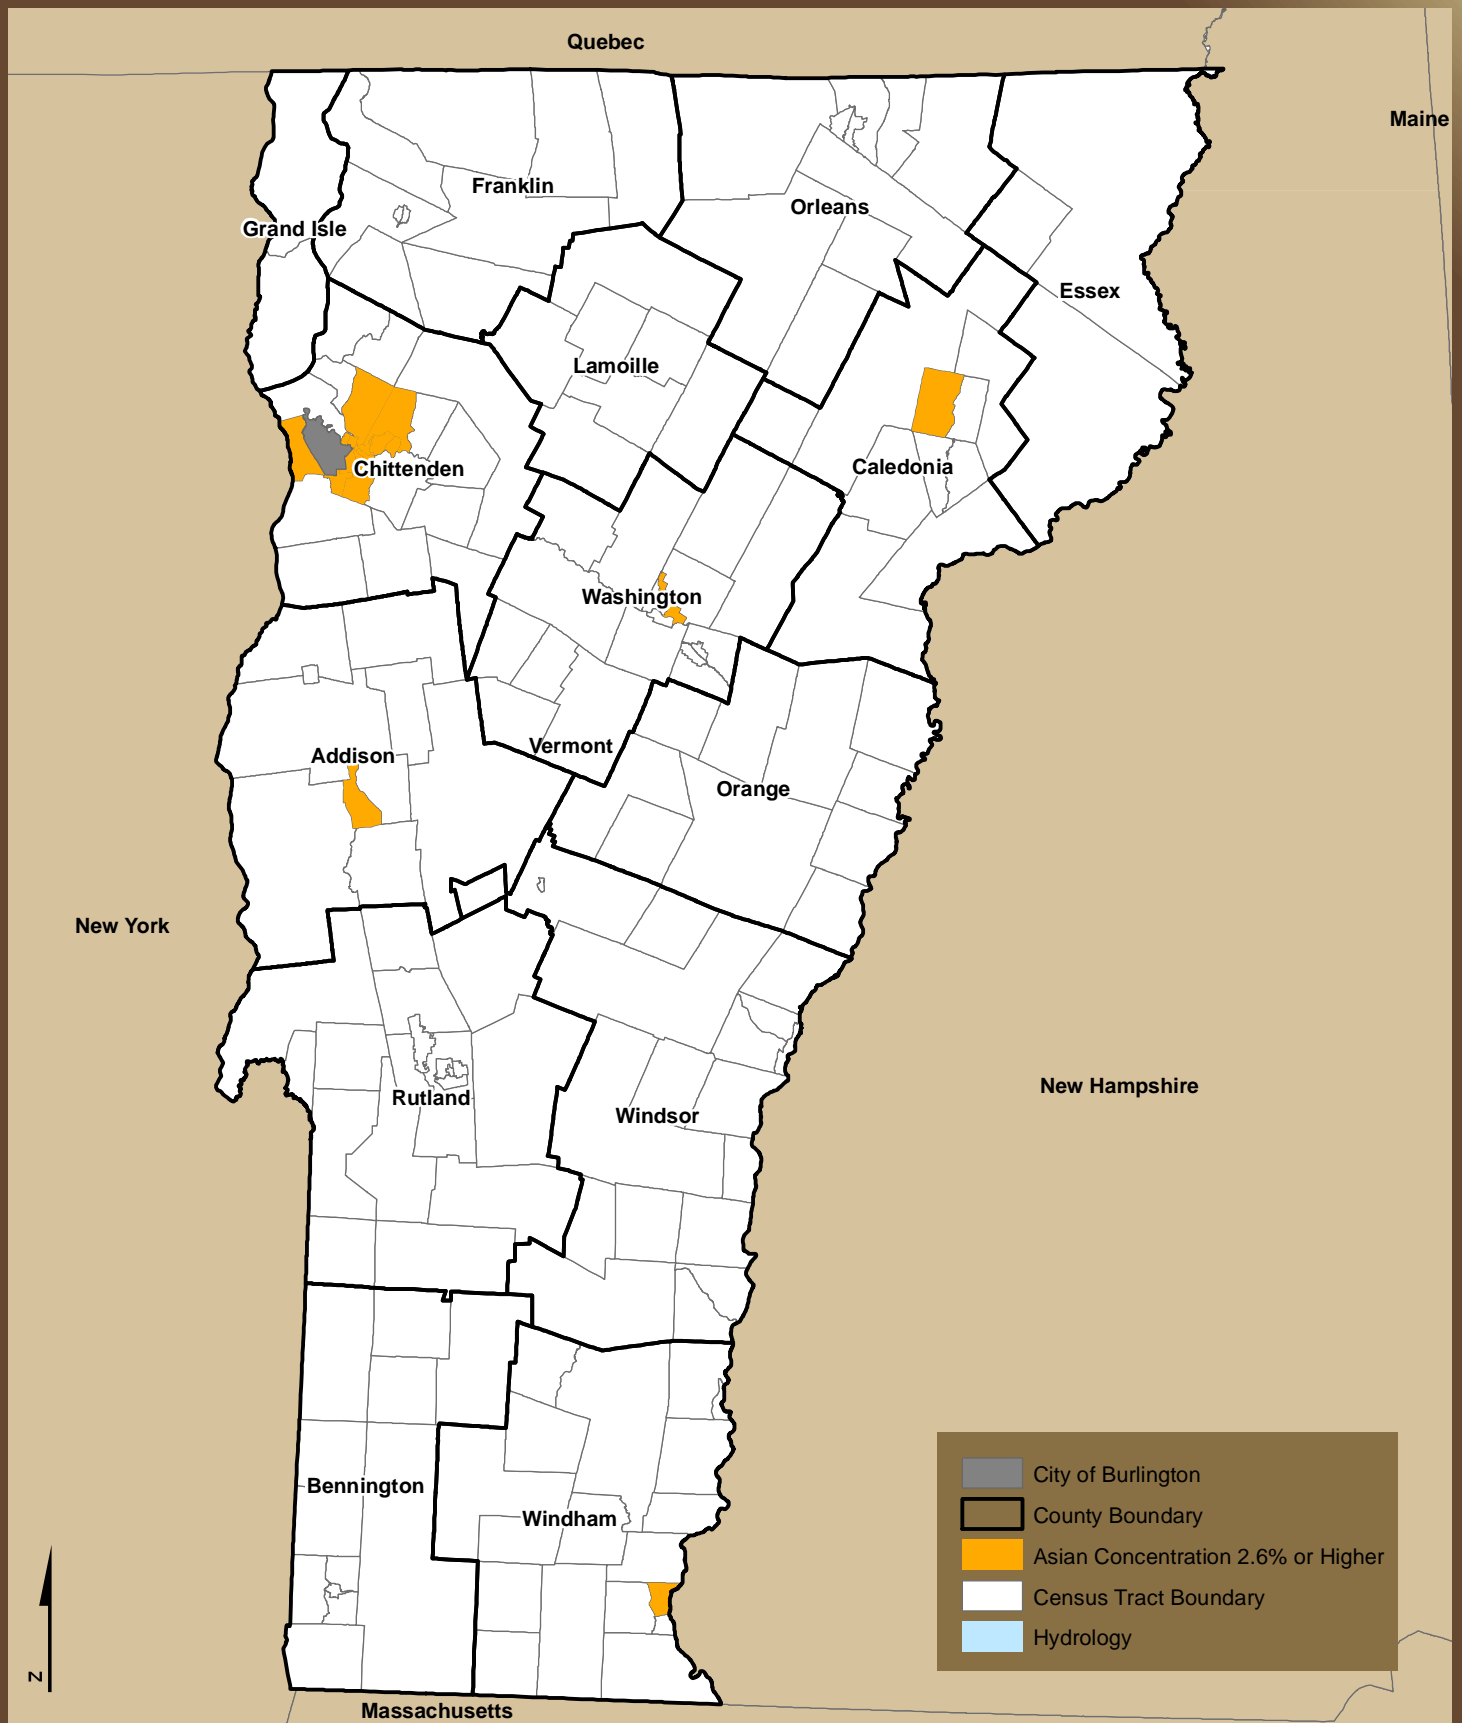 Quebec
Maine
Franklin
Orleans
Grand Isle
Essex
Lamoille
Chittenden
Caledonia
Washington
Vermont
Addison
Orange
New York
New Hampshire
Rutland
Windsor
Bennington
Windham
City of Burlington
County Boundary
Asian Concentration 2.6% or Higher
Census Tract Boundary
Hydrology
N
Massachusetts